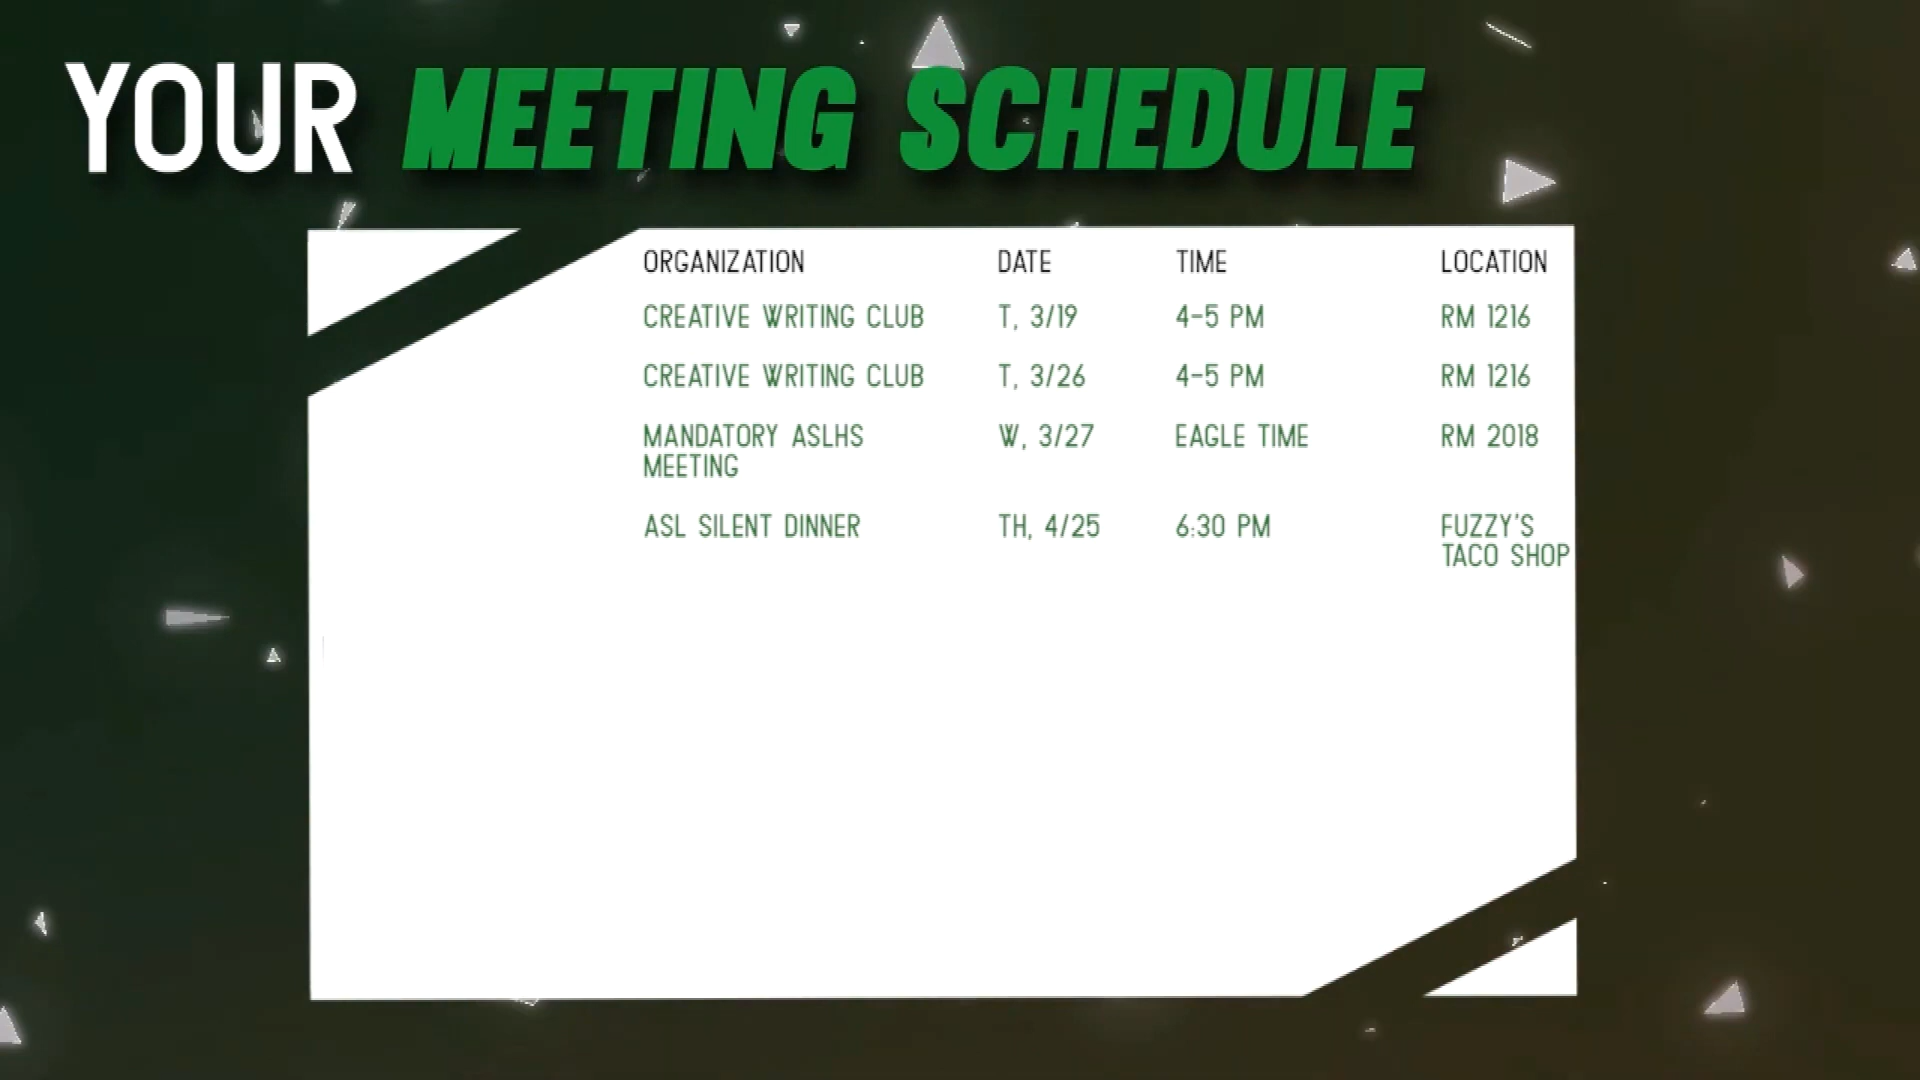 YOUR MEETING SCHEDULE
ORGANIZATION DATE TIME LOCATION
CREATIVE WRITING CLUB T, 3/19 4-5 PM RM 1216
CREATIVE WRITING CLUB T, 3/26 4-5 PM RM 1216
MANDATORY ASLHS W, 3/27 EAGLE TIME RM 2018
MEETING
ASL SILENT DINNER TH, 4/25 6:30 PM FUZZY'S
TACO SHOP